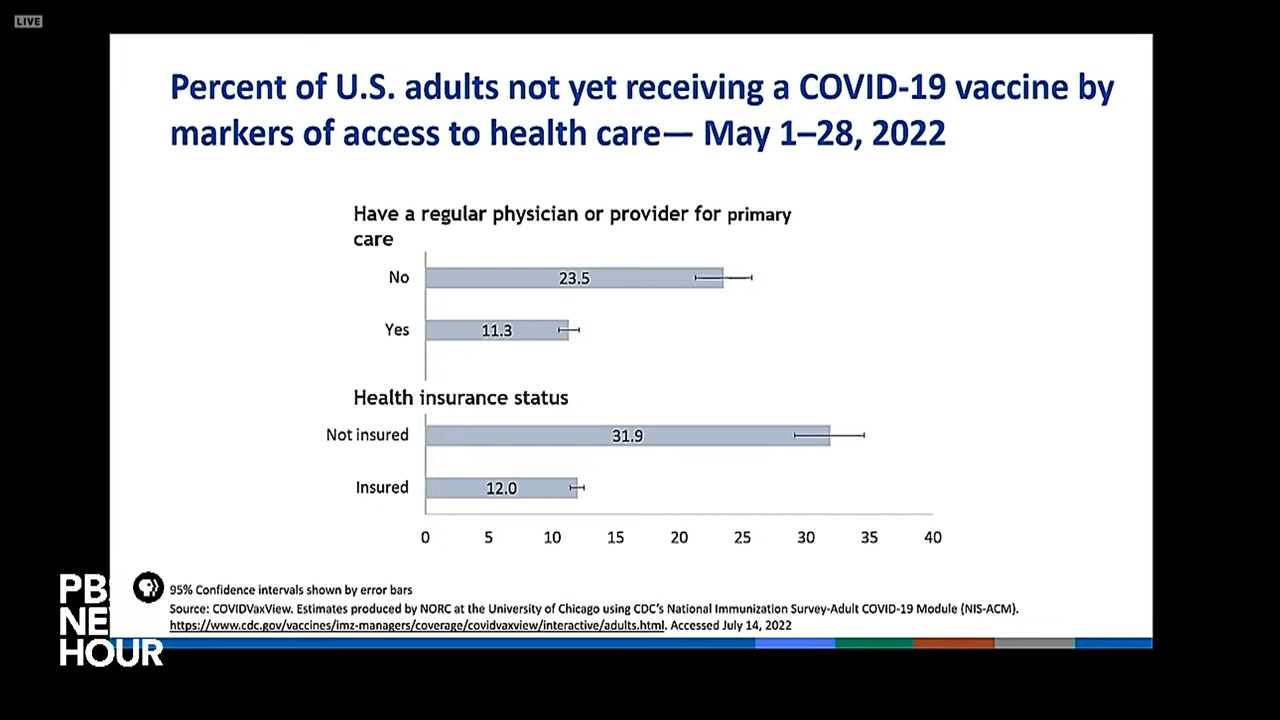 LIVE
Percent of U.S. adults not yet receiving a COVID-19 vaccine by
markers of access to health care— May 1–28, 2022
Have a regular physician or provider for primary
care
No
23.5
Yes
11.3
Health insurance status
Not insured
31.9
Insured
12.0
0 5 10 15 20 25 30 35 40
95% Confidence intervals shown by error bars
Source: COVIDVaxView. Estimates produced by NORC at the University of Chicago using CDC's National Immunization Survey-Adult COVID-19 Module (NIS-ACM).
https://www.cdc.gov/vaccines/imz-managers/coverage/covidvaxview/interactive/adults.html. Accessed July 14, 2022
PB
NE
HOUR